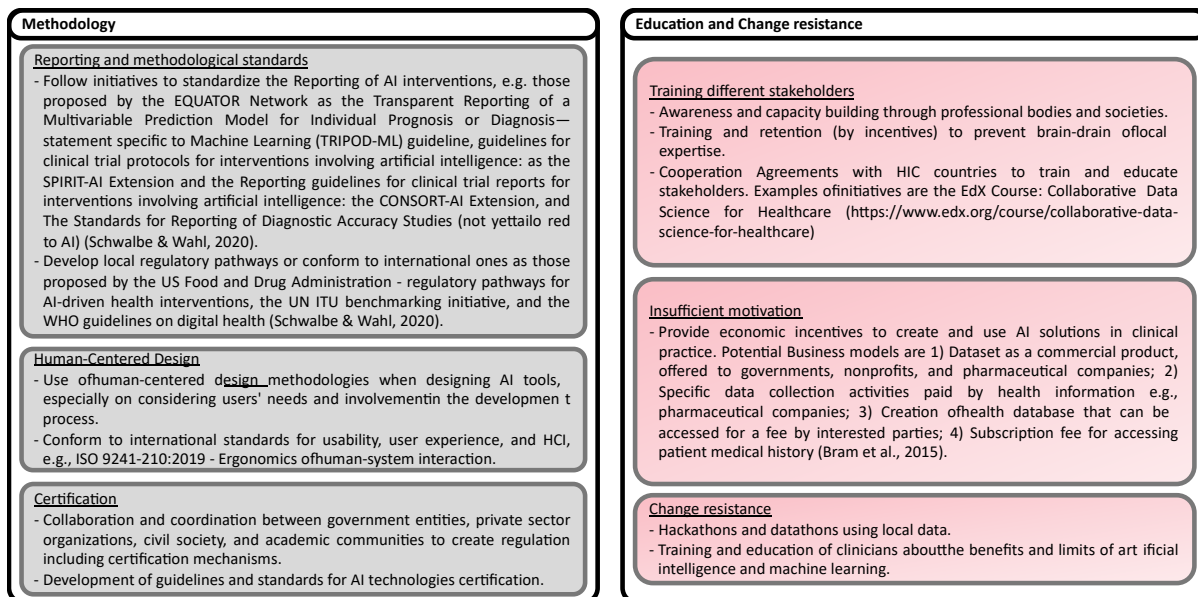 Methodology
Reporting and methodological standards
- Follow initiatives to standardize the Reporting of AI interventions, e.g. those
proposed by the EQUATOR Network as the Transparent Reporting of a
Multivariable Prediction Model for Individual Prognosis or Diagnosis—
statement specific to Machine Learning (TRIPOD-ML) guideline, guidelines for
clinical trial protocols for interventions involving artificial intelligence: as the
SPIRIT-AI Extension and the Reporting guidelines for clinical trial reports for
interventions involving artificial intelligence: the CONSORT-AI Extension, and
The Standards for Reporting of Diagnostic Accuracy Studies (not yettailo red
to AI) (Schwalbe & Wahl, 2020).
- Develop local regulatory pathways or conform to international ones as those
proposed by the US Food and Drug Administration - regulatory pathways for
AI-driven health interventions, the UN ITU benchmarking initiative, and the
WHO guidelines on digital health (Schwalbe & Wahl, 2020).
Human-Centered Design
- Use ofhuman-centered design methodologies when designing AI tools,
especially on considering users' needs and involvementin the developmen t
process.
- Conform to international standards for usability, user experience, and HCI,
e.g., ISO 9241-210:2019 - Ergonomics ofhuman-system interaction.
Certification
- Collaboration and coordination between government entities, private sector
organizations, civil society, and academic communities to create regulation
including certification mechanisms.
- Development of guidelines and standards for AI technologies certification.
Education and Change resistance
Training different stakeholders
- Awareness and capacity building through professional bodies and societies.
- Training and retention (by incentives) to prevent brain-drain oflocal
expertise.
- Cooperation Agreements with HIC countries to train and educate
stakeholders. Examples ofinitiatives are the EdX Course: Collaborative Data
Science for Healthcare (https://www.edx.org/course/collaborative-data-
science-for-healthcare)
Insufficient motivation
- Provide economic incentives to create and use AI solutions in clinical
practice. Potential Business models are 1) Dataset as a commercial product,
offered to governments, nonprofits, and pharmaceutical companies; 2)
Specific data collection activities paid by health information e.g.,
pharmaceutical companies; 3) Creation ofhealth database that can be
accessed for a fee by interested parties; 4) Subscription fee for accessing
patient medical history (Bram et al., 2015).
Change resistance
- Hackathons and datathons using local data.
- Training and education of clinicians aboutthe benefits and limits of art ificial
intelligence and machine learning.